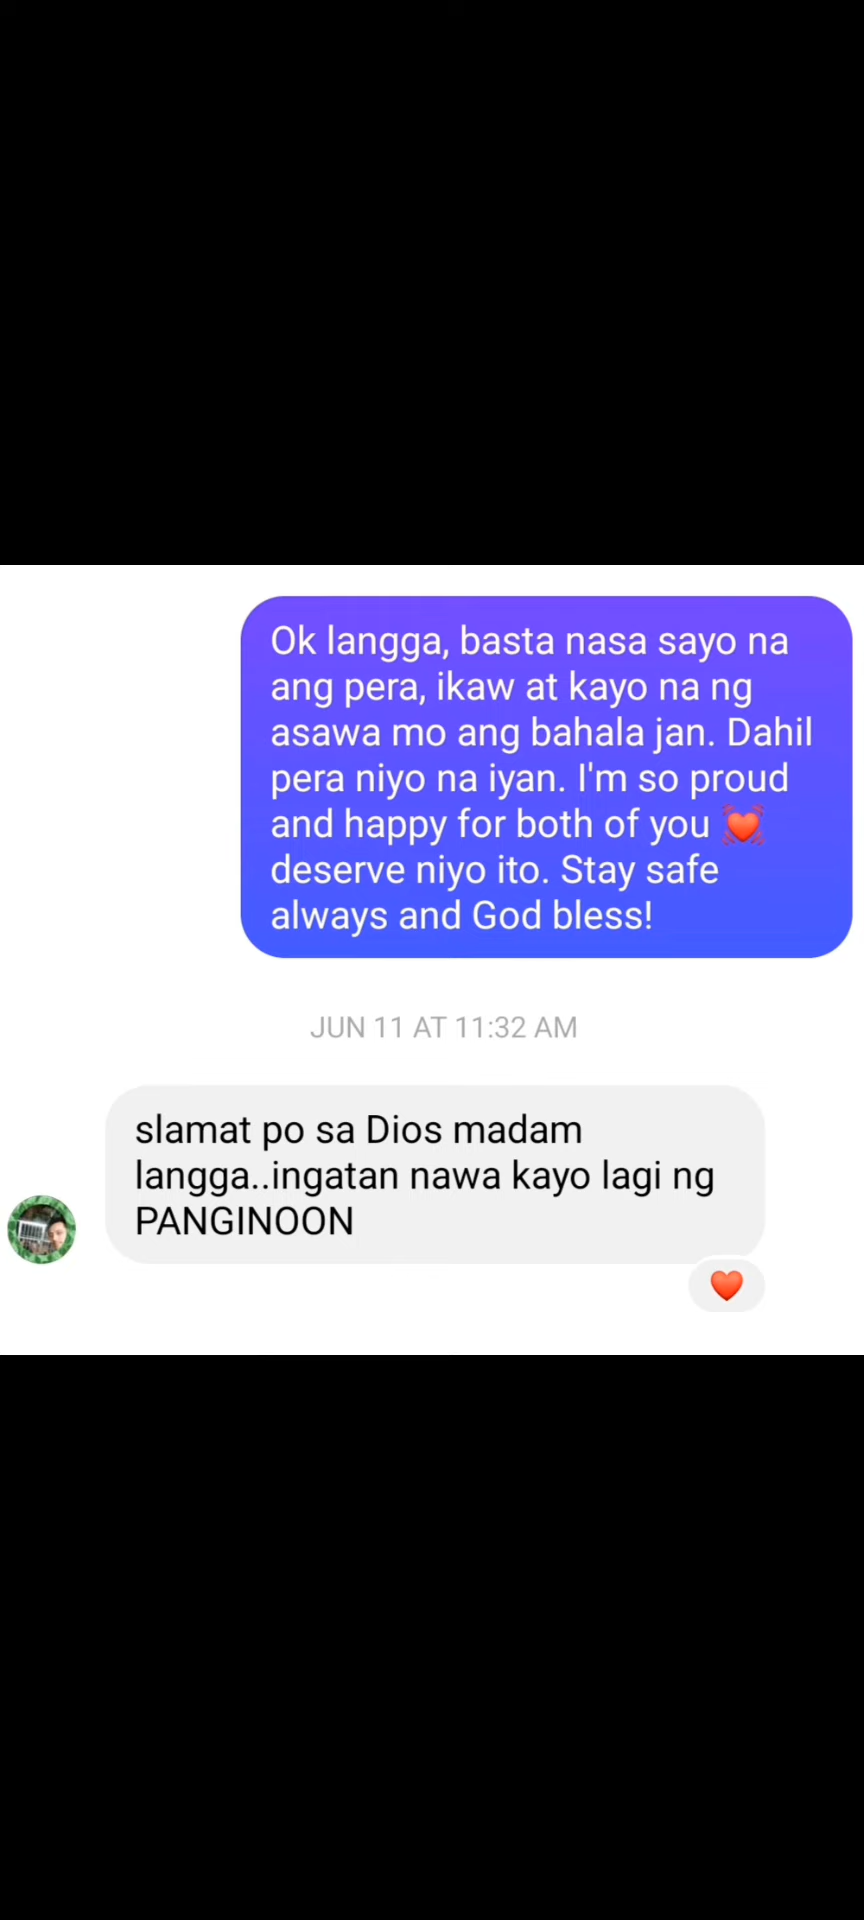 Ok langga, basta nasa sayo na
ang pera, ikaw at kayo na ng
asawa mo ang bahala jan. Dahil
pera niyo na iyan. I'm so proud
and happy for both of you 💓
deserve niyo ito. Stay safe
always and God bless!
JUN 11 AT 11:32 AM
slamat po sa Dios madam
langga..ingatan nawa kayo lagi ng
PANGINOON